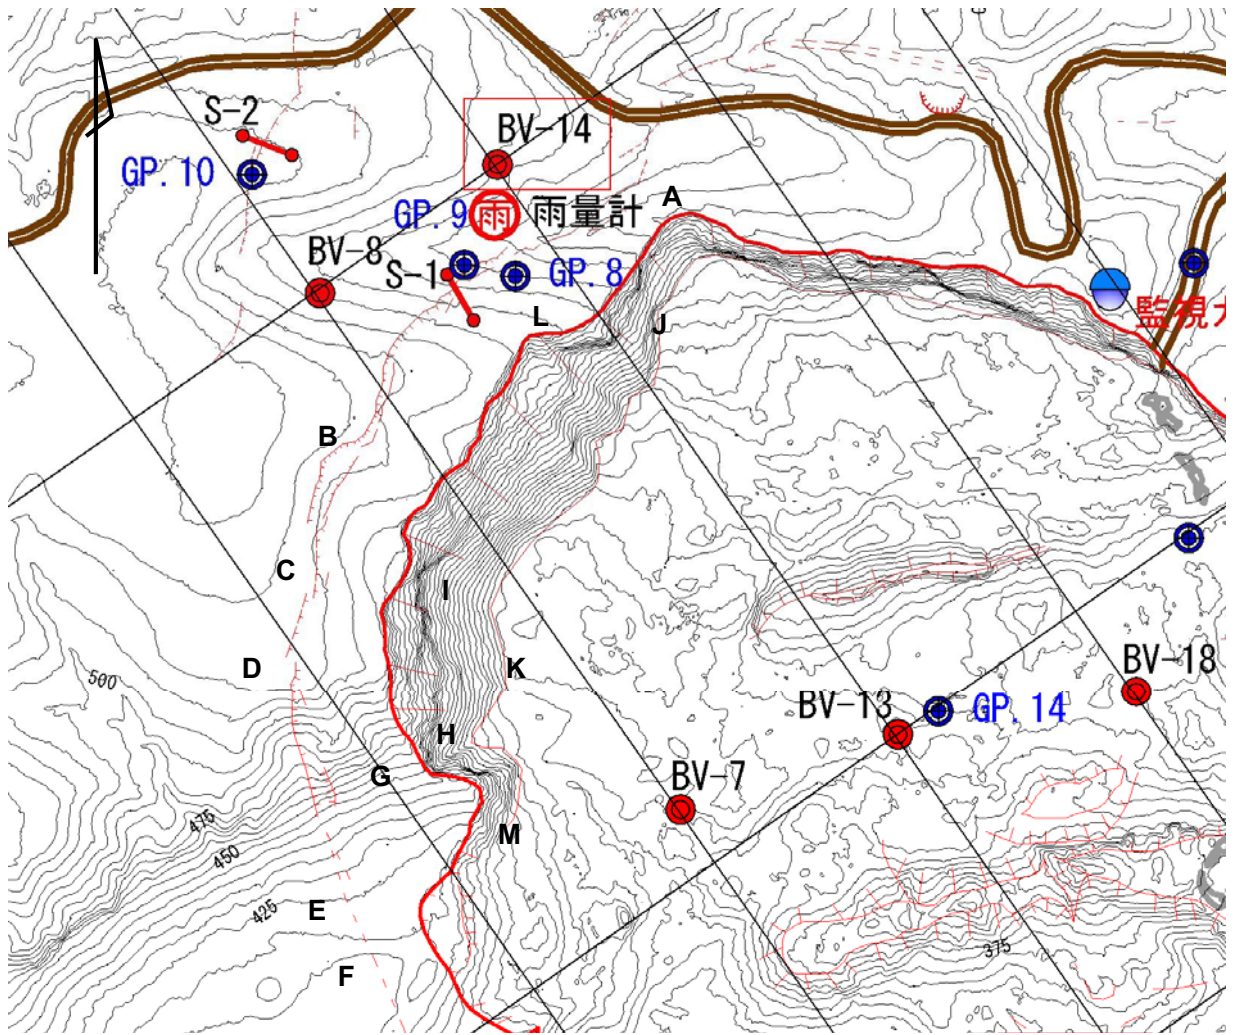 S-2
BV-14
GP. 10
A
GP. 9
雨
雨量計
BV-8
S-1
GP. 8
監視カ
L
J
B
C
I
D
K
500
BV-18
BV-13
GP. 14
H
G
BV-7
475
M
450
E
425
375
F